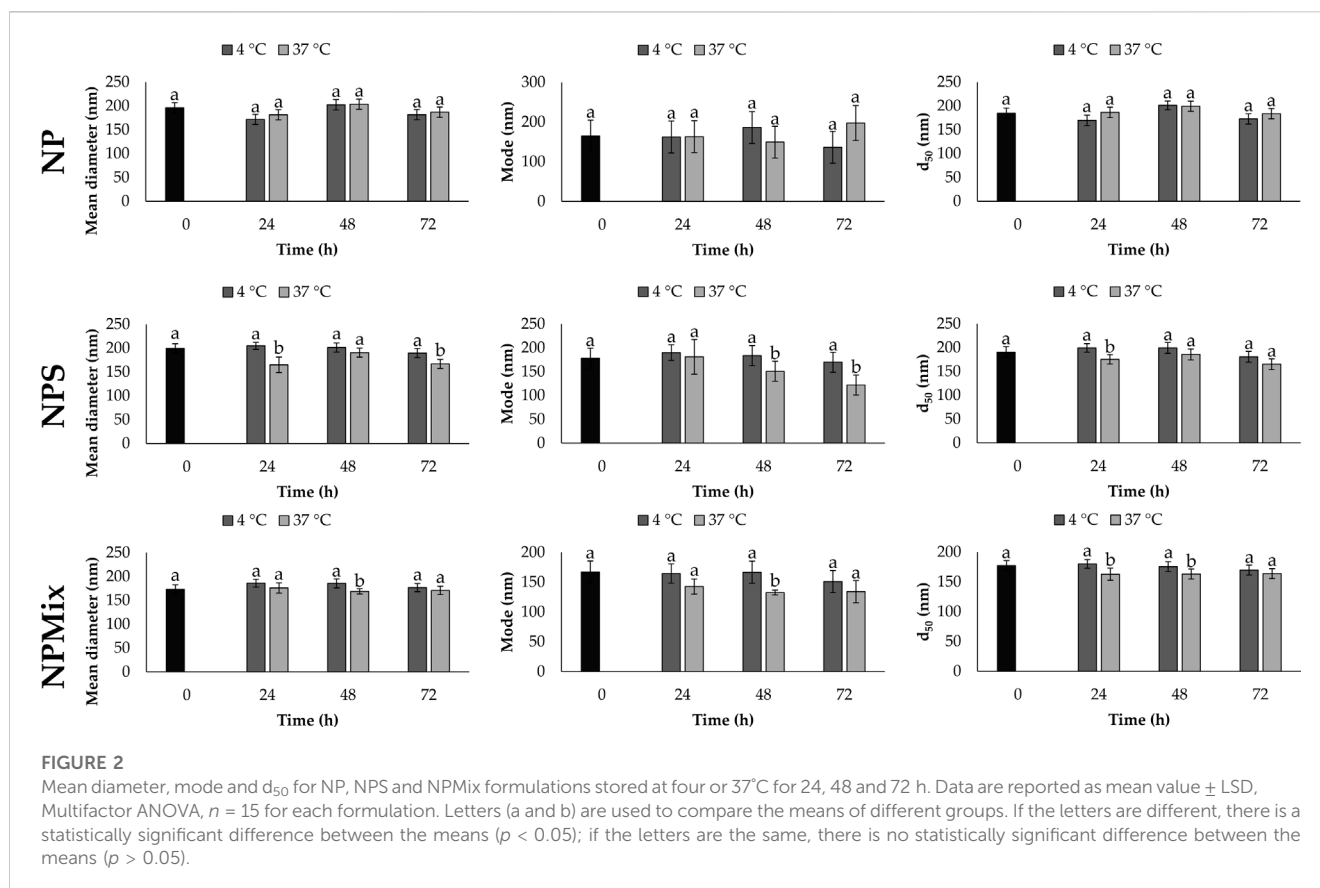 NP
4 °C 37 °C
Mean diameter (nm)
250
200
150
100
50
0
a a a a a a a
0 24 48 72
Time (h)
4 °C 37 °C
Mode (nm)
300
200
100
0
a a a a a a a
0 24 48 72
Time (h)
4 °C 37 °C
d50 (nm)
250
200
150
100
50
0
a a a a a a a
0 24 48 72
Time (h)
NPS
4 °C 37 °C
Mean diameter (nm)
250
200
150
100
50
0
a a b a a a b
0 24 48 72
Time (h)
4 °C 37 °C
Mode (nm)
250
200
150
100
50
0
a a a a b a b
0 24 48 72
Time (h)
4 °C 37 °C
d50 (nm)
250
200
150
100
50
0
a a b a a a a
0 24 48 72
Time (h)
NPMix
4 °C 37 °C
Mean diameter (nm)
250
200
150
100
50
0
a a a a b a a
0 24 48 72
Time (h)
4 °C 37 °C
Mode (nm)
200
150
100
50
0
a a a a b a a
0 24 48 72
Time (h)
4 °C 37 °C
d50 (nm)
200
150
100
50
0
a a b a b a a
0 24 48 72
Time (h)
FIGURE 2
Mean diameter, mode and d50 for NP, NPS and NPMix formulations stored at four or 37°C for 24, 48 and 72 h. Data are reported as mean value ± LSD,
Multifactor ANOVA, n = 15 for each formulation. Letters (a and b) are used to compare the means of different groups. If the letters are different, there is a
statistically significant difference between the means (p < 0.05); if the letters are the same, there is no statistically significant difference between the
means (p > 0.05).